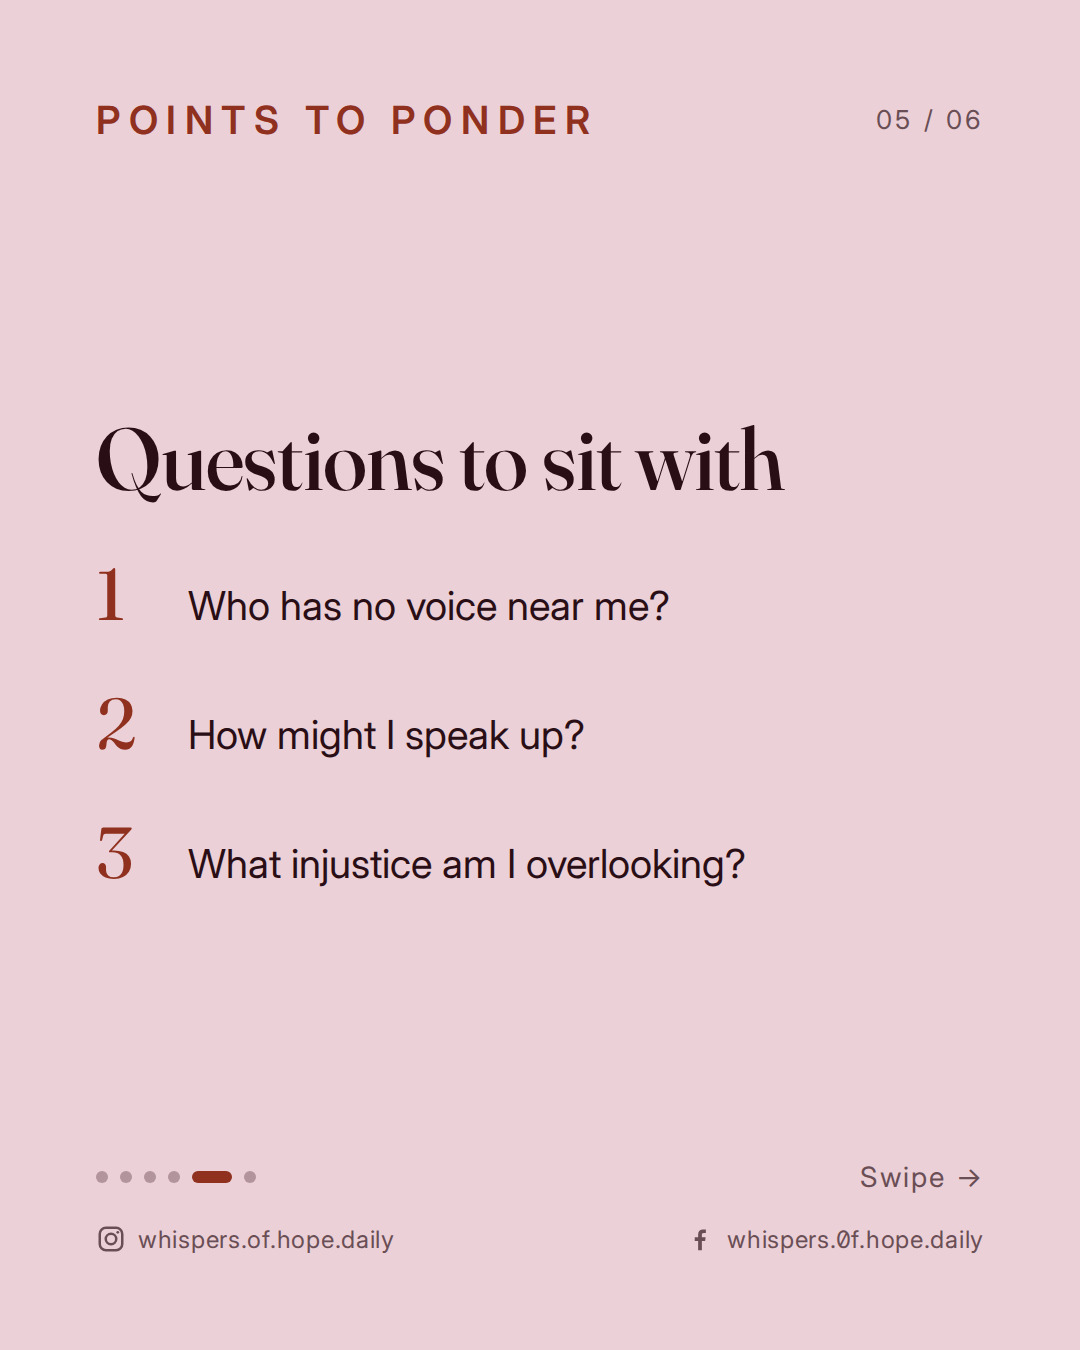 POINTS TO PONDER
05 / 06
Questions to sit with
1 Who has no voice near me?
2 How might I speak up?
3 What injustice am I overlooking?
Swipe →
whispers.of.hope.daily
whispers.0f.hope.daily